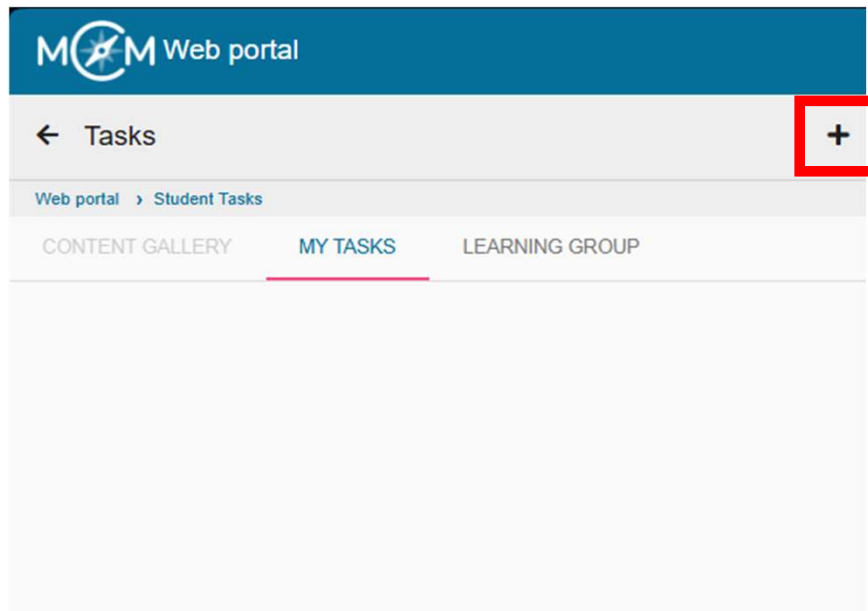 MCM Web portal
← Tasks +
Web portal › Student Tasks
CONTENT GALLERY MY TASKS LEARNING GROUP